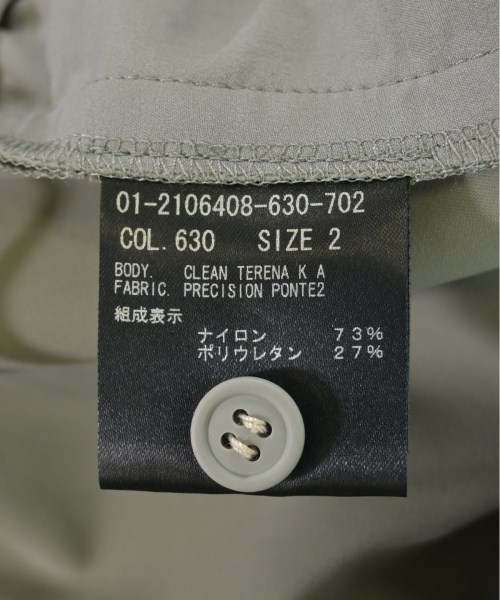 01-2106408-630-702
COL. 630 SIZE 2
BODY. CLEAN TERENA K A
FABRIC. PRECISION PONTE2
組成表示
ナイロン 73%
ポリウレタン 27%